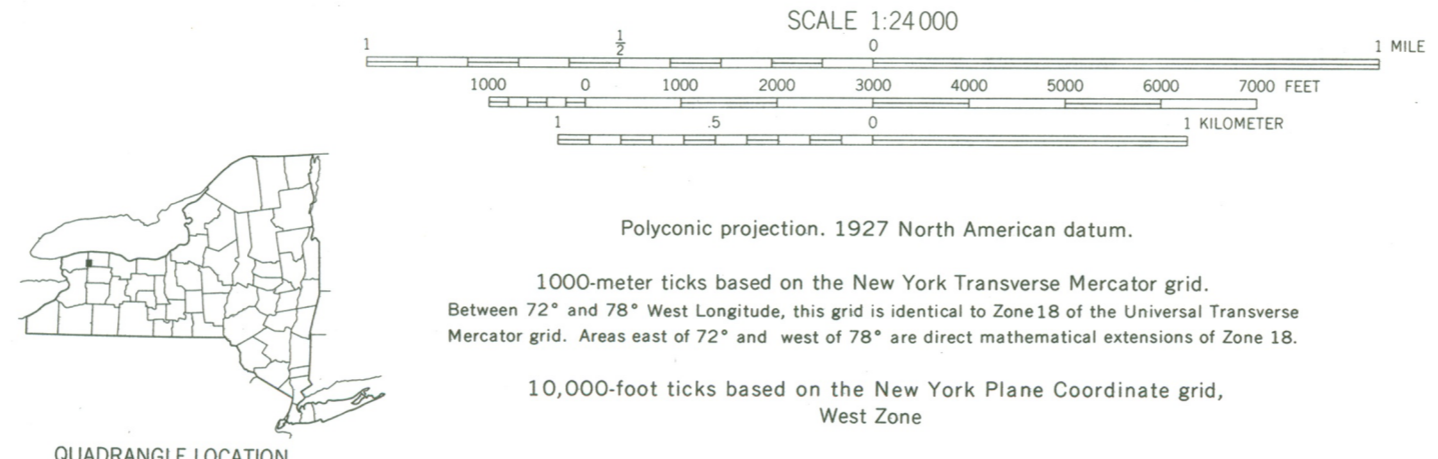 SCALE 1:24 000
1 ½ 0 1 MILE
1000 0 1000 2000 3000 4000 5000 6000 7000 FEET
1 .5 0 1 KILOMETER
Polyconic projection. 1927 North American datum.
1000-meter ticks based on the New York Transverse Mercator grid.
Between 72° and 78° West Longitude, this grid is identical to Zone 18 of the Universal Transverse
Mercator grid. Areas east of 72° and west of 78° are direct mathematical extensions of Zone 18.
10,000-foot ticks based on the New York Plane Coordinate grid,
West Zone
QUADRANGLE LOCATION